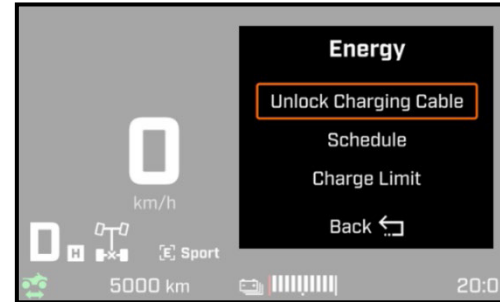 Energy
Unlock Charging Cable
Schedule
Charge Limit
Back
0
km/h
D H [E] Sport
5000 km
20:0